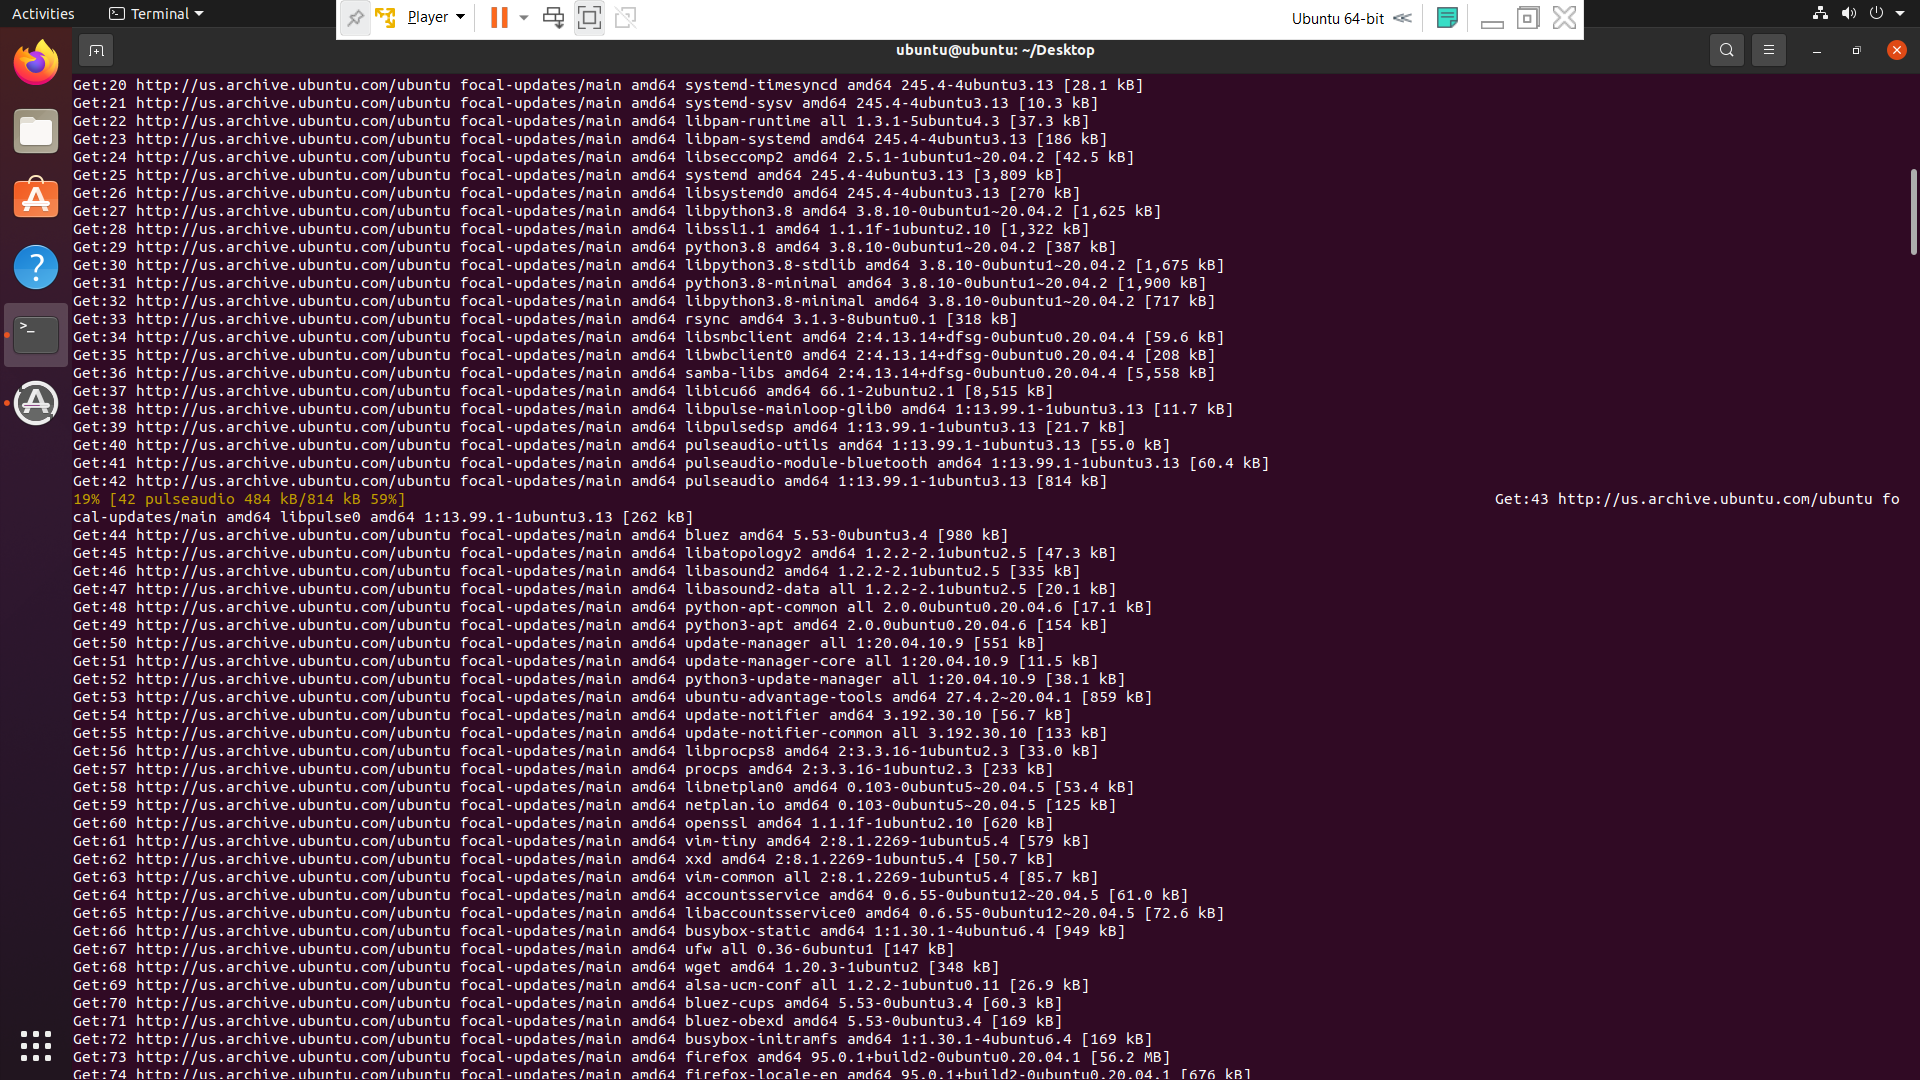 Activities
Terminal
Player
Ubuntu 64-bit
ubuntu@ubuntu: ~/Desktop
Get:20 http://us.archive.ubuntu.com/ubuntu focal-updates/main amd64 systemd-timesyncd amd64 245.4-4ubuntu3.13 [28.1 kB]
Get:21 http://us.archive.ubuntu.com/ubuntu focal-updates/main amd64 systemd-sysv amd64 245.4-4ubuntu3.13 [10.3 kB]
Get:22 http://us.archive.ubuntu.com/ubuntu focal-updates/main amd64 libpam-runtime all 1.3.1-5ubuntu4.3 [37.3 kB]
Get:23 http://us.archive.ubuntu.com/ubuntu focal-updates/main amd64 libpam-systemd amd64 245.4-4ubuntu3.13 [186 kB]
Get:24 http://us.archive.ubuntu.com/ubuntu focal-updates/main amd64 libseccomp2 amd64 2.5.1-1ubuntu1~20.04.2 [42.5 kB]
Get:25 http://us.archive.ubuntu.com/ubuntu focal-updates/main amd64 systemd amd64 245.4-4ubuntu3.13 [3,809 kB]
Get:26 http://us.archive.ubuntu.com/ubuntu focal-updates/main amd64 libsystemd0 amd64 245.4-4ubuntu3.13 [270 kB]
Get:27 http://us.archive.ubuntu.com/ubuntu focal-updates/main amd64 libpython3.8 amd64 3.8.10-0ubuntu1~20.04.2 [1,625 kB]
Get:28 http://us.archive.ubuntu.com/ubuntu focal-updates/main amd64 libssl1.1 amd64 1.1.1f-1ubuntu2.10 [1,322 kB]
Get:29 http://us.archive.ubuntu.com/ubuntu focal-updates/main amd64 python3.8 amd64 3.8.10-0ubuntu1~20.04.2 [387 kB]
Get:30 http://us.archive.ubuntu.com/ubuntu focal-updates/main amd64 libpython3.8-stdlib amd64 3.8.10-0ubuntu1~20.04.2 [1,675 kB]
Get:31 http://us.archive.ubuntu.com/ubuntu focal-updates/main amd64 python3.8-minimal amd64 3.8.10-0ubuntu1~20.04.2 [1,900 kB]
Get:32 http://us.archive.ubuntu.com/ubuntu focal-updates/main amd64 libpython3.8-minimal amd64 3.8.10-0ubuntu1~20.04.2 [717 kB]
Get:33 http://us.archive.ubuntu.com/ubuntu focal-updates/main amd64 rsync amd64 3.1.3-8ubuntu0.1 [318 kB]
Get:34 http://us.archive.ubuntu.com/ubuntu focal-updates/main amd64 libsmbclient amd64 2:4.13.14+dfsg-0ubuntu0.20.04.4 [59.6 kB]
Get:35 http://us.archive.ubuntu.com/ubuntu focal-updates/main amd64 libwbclient0 amd64 2:4.13.14+dfsg-0ubuntu0.20.04.4 [208 kB]
Get:36 http://us.archive.ubuntu.com/ubuntu focal-updates/main amd64 samba-libs amd64 2:4.13.14+dfsg-0ubuntu0.20.04.4 [5,558 kB]
Get:37 http://us.archive.ubuntu.com/ubuntu focal-updates/main amd64 libicu66 amd64 66.1-2ubuntu2.1 [8,515 kB]
Get:38 http://us.archive.ubuntu.com/ubuntu focal-updates/main amd64 libpulse-mainloop-glib0 amd64 1:13.99.1-1ubuntu3.13 [11.7 kB]
Get:39 http://us.archive.ubuntu.com/ubuntu focal-updates/main amd64 libpulsedsp amd64 1:13.99.1-1ubuntu3.13 [21.7 kB]
Get:40 http://us.archive.ubuntu.com/ubuntu focal-updates/main amd64 pulseaudio-utils amd64 1:13.99.1-1ubuntu3.13 [55.0 kB]
Get:41 http://us.archive.ubuntu.com/ubuntu focal-updates/main amd64 pulseaudio-module-bluetooth amd64 1:13.99.1-1ubuntu3.13 [60.4 kB]
Get:42 http://us.archive.ubuntu.com/ubuntu focal-updates/main amd64 pulseaudio amd64 1:13.99.1-1ubuntu3.13 [814 kB]
19% [42 pulseaudio 484 kB/814 kB 59%] Get:43 http://us.archive.ubuntu.com/ubuntu fo
cal-updates/main amd64 libpulse0 amd64 1:13.99.1-1ubuntu3.13 [262 kB]
Get:44 http://us.archive.ubuntu.com/ubuntu focal-updates/main amd64 bluez amd64 5.53-0ubuntu3.4 [980 kB]
Get:45 http://us.archive.ubuntu.com/ubuntu focal-updates/main amd64 libatopology2 amd64 1.2.2-2.1ubuntu2.5 [47.3 kB]
Get:46 http://us.archive.ubuntu.com/ubuntu focal-updates/main amd64 libasound2 amd64 1.2.2-2.1ubuntu2.5 [335 kB]
Get:47 http://us.archive.ubuntu.com/ubuntu focal-updates/main amd64 libasound2-data all 1.2.2-2.1ubuntu2.5 [20.1 kB]
Get:48 http://us.archive.ubuntu.com/ubuntu focal-updates/main amd64 python-apt-common all 2.0.0ubuntu0.20.04.6 [17.1 kB]
Get:49 http://us.archive.ubuntu.com/ubuntu focal-updates/main amd64 python3-apt amd64 2.0.0ubuntu0.20.04.6 [154 kB]
Get:50 http://us.archive.ubuntu.com/ubuntu focal-updates/main amd64 update-manager all 1:20.04.10.9 [551 kB]
Get:51 http://us.archive.ubuntu.com/ubuntu focal-updates/main amd64 update-manager-core all 1:20.04.10.9 [11.5 kB]
Get:52 http://us.archive.ubuntu.com/ubuntu focal-updates/main amd64 python3-update-manager all 1:20.04.10.9 [38.1 kB]
Get:53 http://us.archive.ubuntu.com/ubuntu focal-updates/main amd64 ubuntu-advantage-tools amd64 27.4.2~20.04.1 [859 kB]
Get:54 http://us.archive.ubuntu.com/ubuntu focal-updates/main amd64 update-notifier amd64 3.192.30.10 [56.7 kB]
Get:55 http://us.archive.ubuntu.com/ubuntu focal-updates/main amd64 update-notifier-common all 3.192.30.10 [133 kB]
Get:56 http://us.archive.ubuntu.com/ubuntu focal-updates/main amd64 libprocps8 amd64 2:3.3.16-1ubuntu2.3 [33.0 kB]
Get:57 http://us.archive.ubuntu.com/ubuntu focal-updates/main amd64 procps amd64 2:3.3.16-1ubuntu2.3 [233 kB]
Get:58 http://us.archive.ubuntu.com/ubuntu focal-updates/main amd64 libnetplan0 amd64 0.103-0ubuntu5~20.04.5 [53.4 kB]
Get:59 http://us.archive.ubuntu.com/ubuntu focal-updates/main amd64 netplan.io amd64 0.103-0ubuntu5~20.04.5 [125 kB]
Get:60 http://us.archive.ubuntu.com/ubuntu focal-updates/main amd64 openssl amd64 1.1.1f-1ubuntu2.10 [620 kB]
Get:61 http://us.archive.ubuntu.com/ubuntu focal-updates/main amd64 vim-tiny amd64 2:8.1.2269-1ubuntu5.4 [579 kB]
Get:62 http://us.archive.ubuntu.com/ubuntu focal-updates/main amd64 xxd amd64 2:8.1.2269-1ubuntu5.4 [50.7 kB]
Get:63 http://us.archive.ubuntu.com/ubuntu focal-updates/main amd64 vim-common all 2:8.1.2269-1ubuntu5.4 [85.7 kB]
Get:64 http://us.archive.ubuntu.com/ubuntu focal-updates/main amd64 accountsservice amd64 0.6.55-0ubuntu12~20.04.5 [61.0 kB]
Get:65 http://us.archive.ubuntu.com/ubuntu focal-updates/main amd64 libaccountsservice0 amd64 0.6.55-0ubuntu12~20.04.5 [72.6 kB]
Get:66 http://us.archive.ubuntu.com/ubuntu focal-updates/main amd64 busybox-static amd64 1:1.30.1-4ubuntu6.4 [949 kB]
Get:67 http://us.archive.ubuntu.com/ubuntu focal-updates/main amd64 ufw all 0.36-6ubuntu1 [147 kB]
Get:68 http://us.archive.ubuntu.com/ubuntu focal-updates/main amd64 wget amd64 1.20.3-1ubuntu2 [348 kB]
Get:69 http://us.archive.ubuntu.com/ubuntu focal-updates/main amd64 alsa-ucm-conf all 1.2.2-1ubuntu0.11 [26.9 kB]
Get:70 http://us.archive.ubuntu.com/ubuntu focal-updates/main amd64 bluez-cups amd64 5.53-0ubuntu3.4 [60.3 kB]
Get:71 http://us.archive.ubuntu.com/ubuntu focal-updates/main amd64 bluez-obexd amd64 5.53-0ubuntu3.4 [169 kB]
Get:72 http://us.archive.ubuntu.com/ubuntu focal-updates/main amd64 busybox-initramfs amd64 1:1.30.1-4ubuntu6.4 [169 kB]
Get:73 http://us.archive.ubuntu.com/ubuntu focal-updates/main amd64 firefox amd64 95.0.1+build2-0ubuntu0.20.04.1 [56.2 MB]
Get:74 http://us.archive.ubuntu.com/ubuntu focal-updates/main amd64 firefox-locale-en amd64 95.0.1+build2-0ubuntu0.20.04.1 [676 kB]